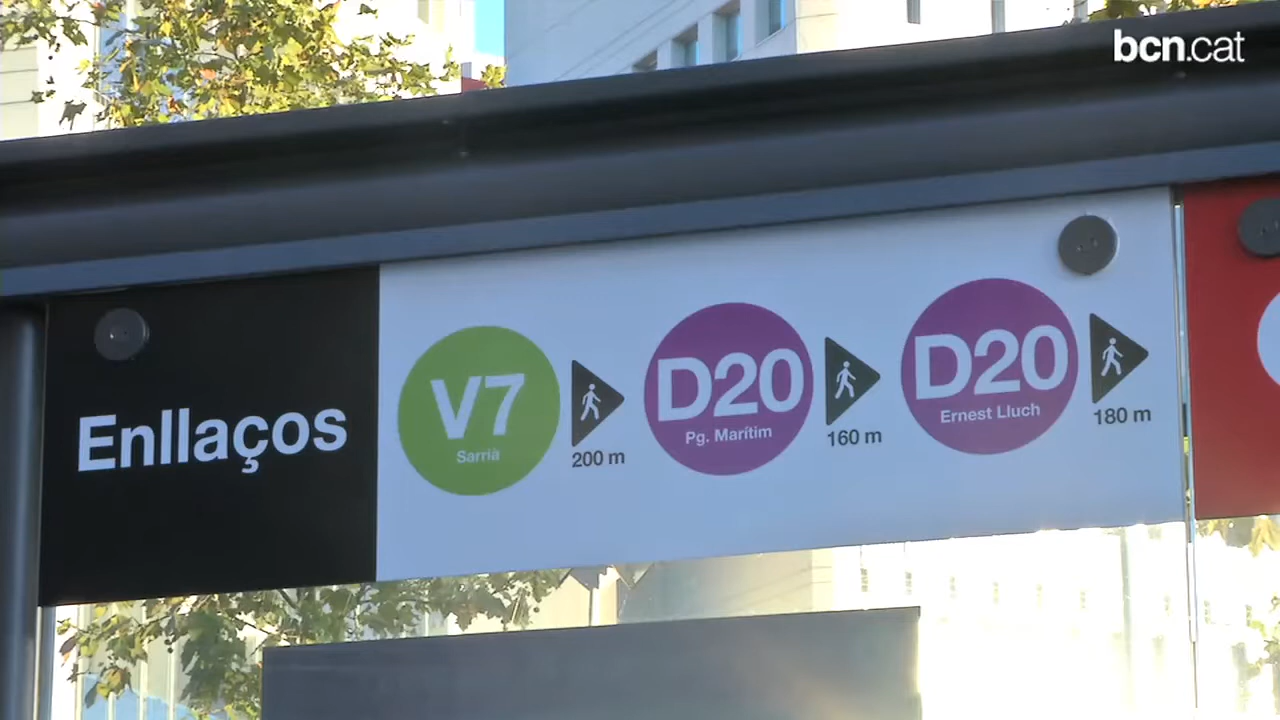 bcn.cat
Enllaços
V7
Sarrià
200 m
D20
Pg. Marítim
160 m
D20
Ernest Lluch
180 m